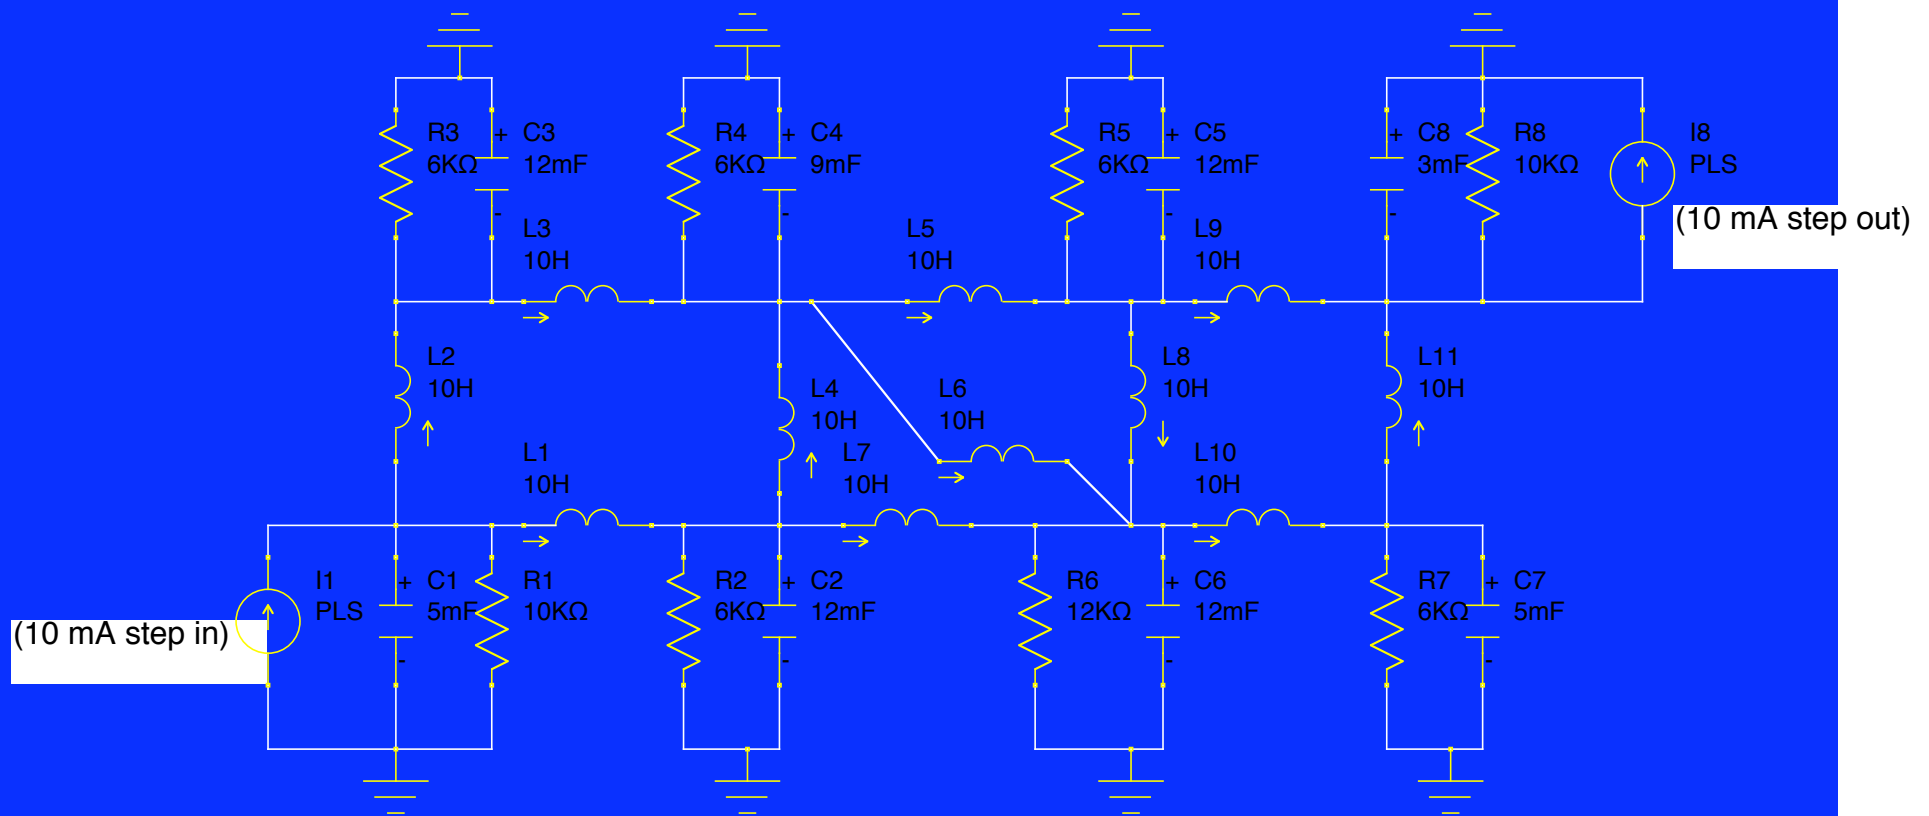 R3
6KΩ
+ C3
12mF
-
R4
6KΩ
+ C4
9mF
-
R5
6KΩ
+ C5
12mF
-
+ C8
3mF
-
R8
10KΩ
I8
PLS
(10 mA step out)
L3
10H
L5
10H
L9
10H
L2
10H
L4
10H
L6
10H
L8
10H
L11
10H
L1
10H
L7
10H
L10
10H
(10 mA step in)
I1
PLS
+ C1
5mF
-
R1
10KΩ
R2
6KΩ
+ C2
12mF
-
R6
12KΩ
+ C6
12mF
-
R7
6KΩ
+ C7
5mF
-